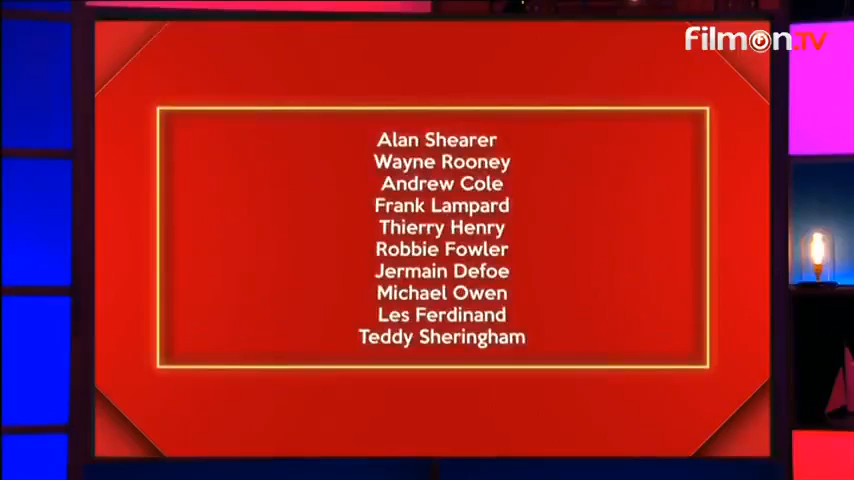 Filmon.TV
Alan Shearer
Wayne Rooney
Andrew Cole
Frank Lampard
Thierry Henry
Robbie Fowler
Jermain Defoe
Michael Owen
Les Ferdinand
Teddy Sheringham